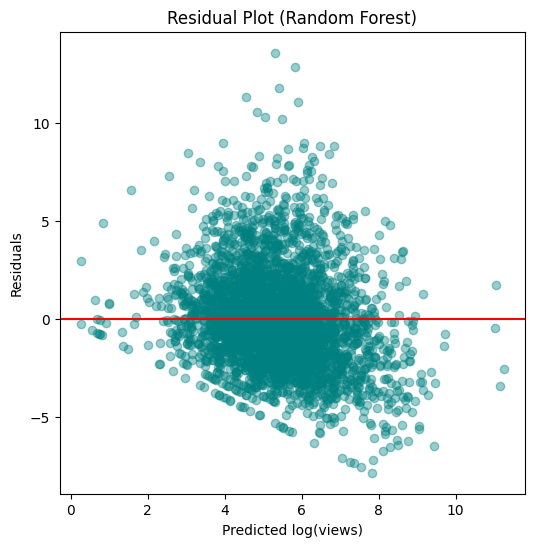 Residual Plot (Random Forest)
10
5
0
−5
Residuals
0 2 4 6 8 10
Predicted log(views)